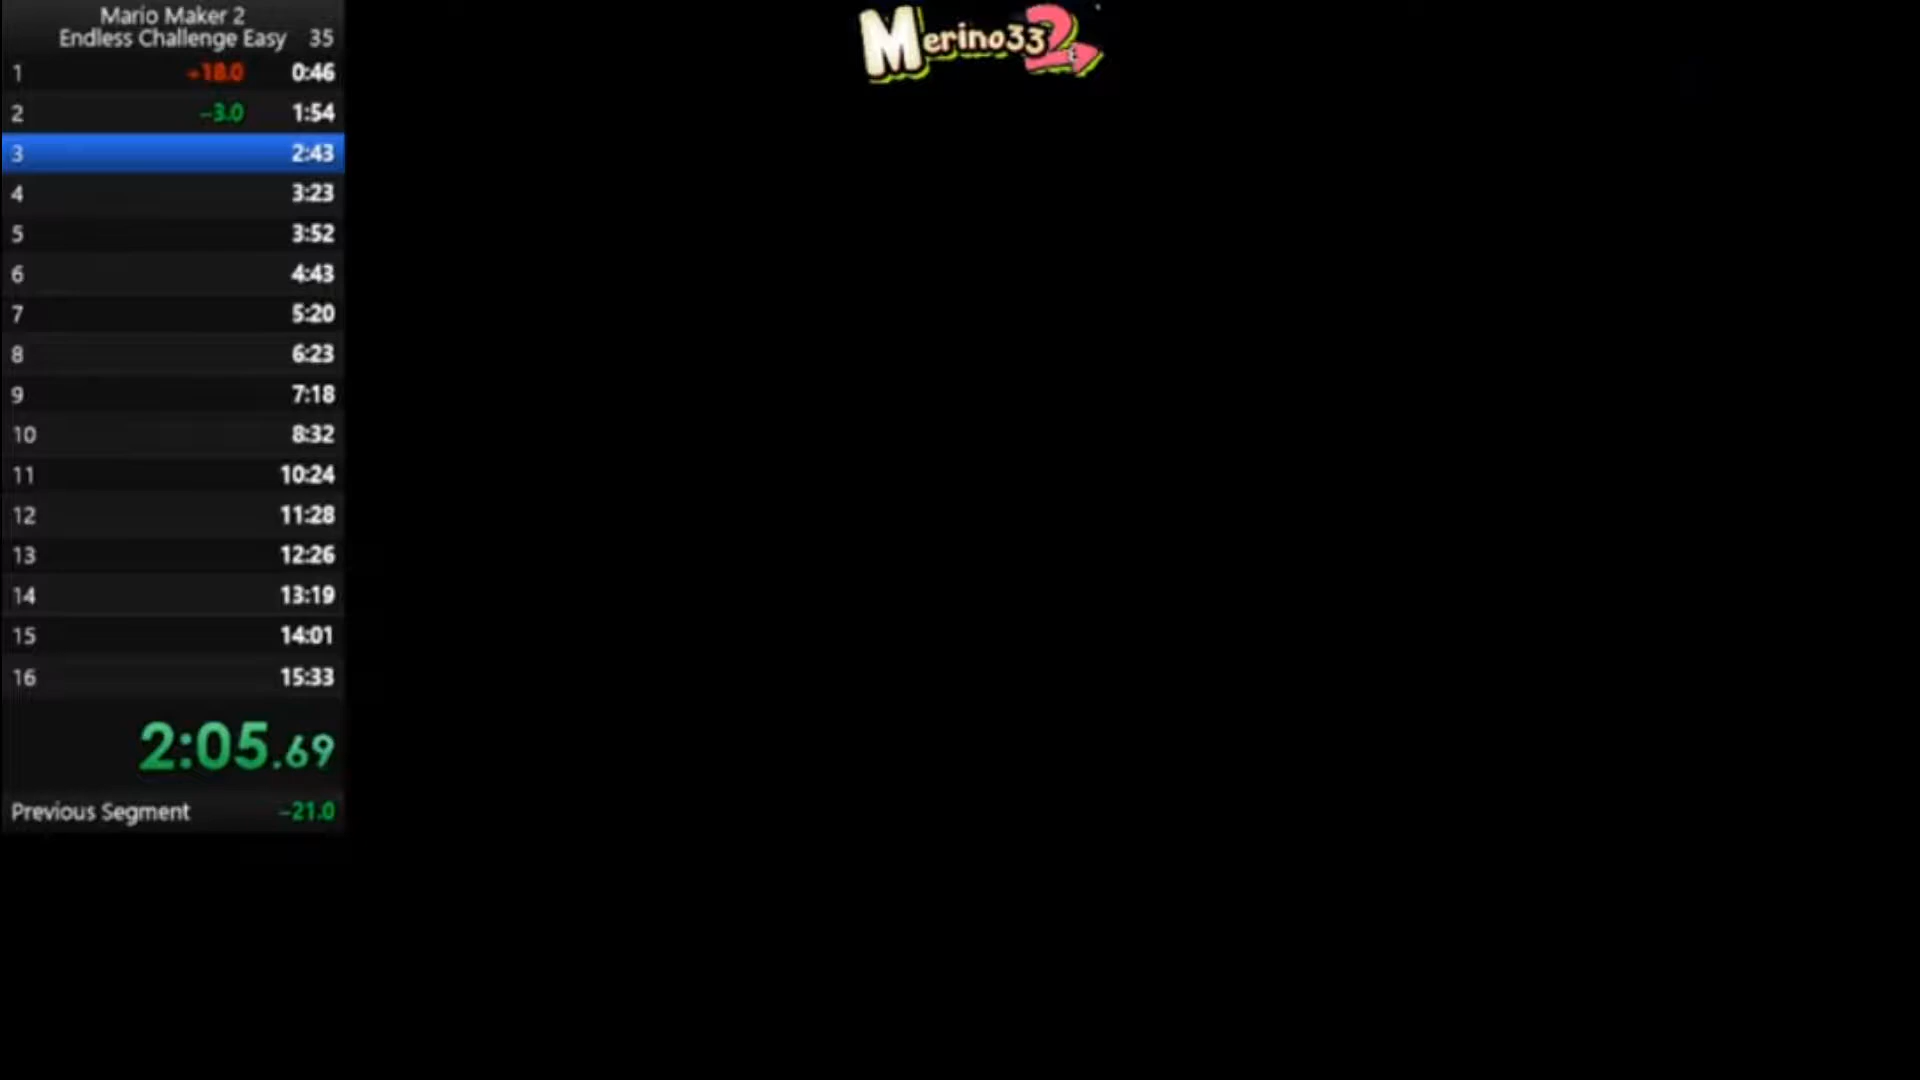 Mario Maker 2
Endless Challenge Easy 35
1 +18.0 0:46
2 -3.0 1:54
3 2:43
4 3:23
5 3:52
6 4:43
7 5:20
8 6:23
9 7:18
10 8:32
11 10:24
12 11:28
13 12:26
14 13:19
15 14:01
16 15:33
2:05.69
Previous Segment -21.0
Merino33 2